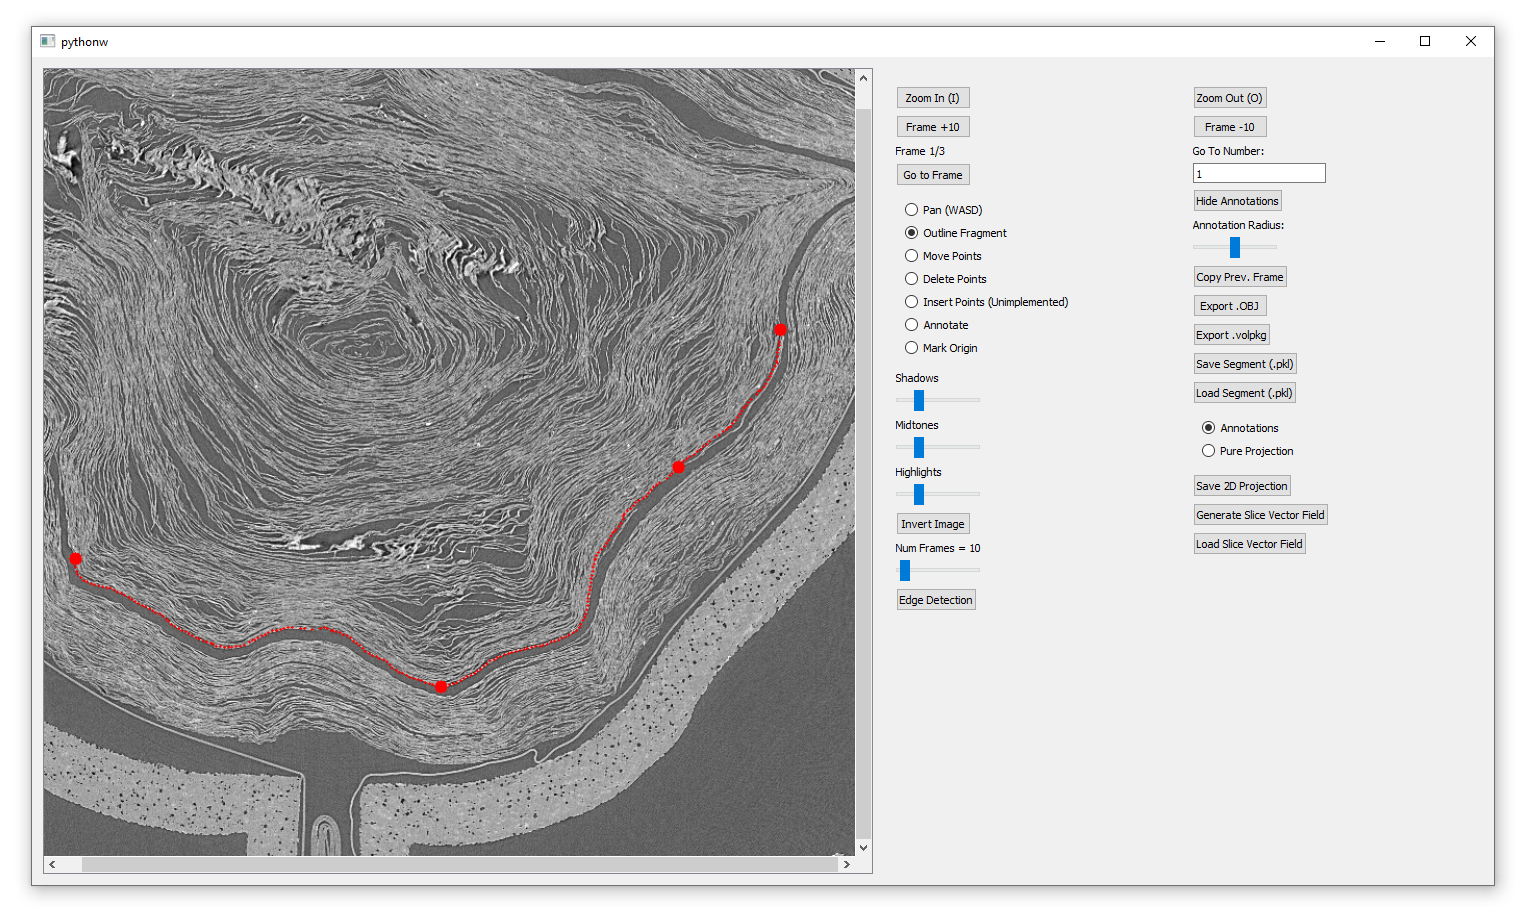 pythonw
Zoom In (I)
Zoom Out (O)
Frame +10
Frame -10
Frame 1/3
Go To Number:
Go to Frame
1
Hide Annotations
Pan (WASD)
Outline Fragment
Annotation Radius:
Move Points
Delete Points
Copy Prev. Frame
Insert Points (Unimplemented)
Export .OBJ
Annotate
Export .volpkg
Mark Origin
Save Segment (.pkl)
Shadows
Load Segment (.pkl)
Midtones
Annotations
Pure Projection
Highlights
Save 2D Projection
Invert Image
Generate Slice Vector Field
Num Frames = 10
Load Slice Vector Field
Edge Detection